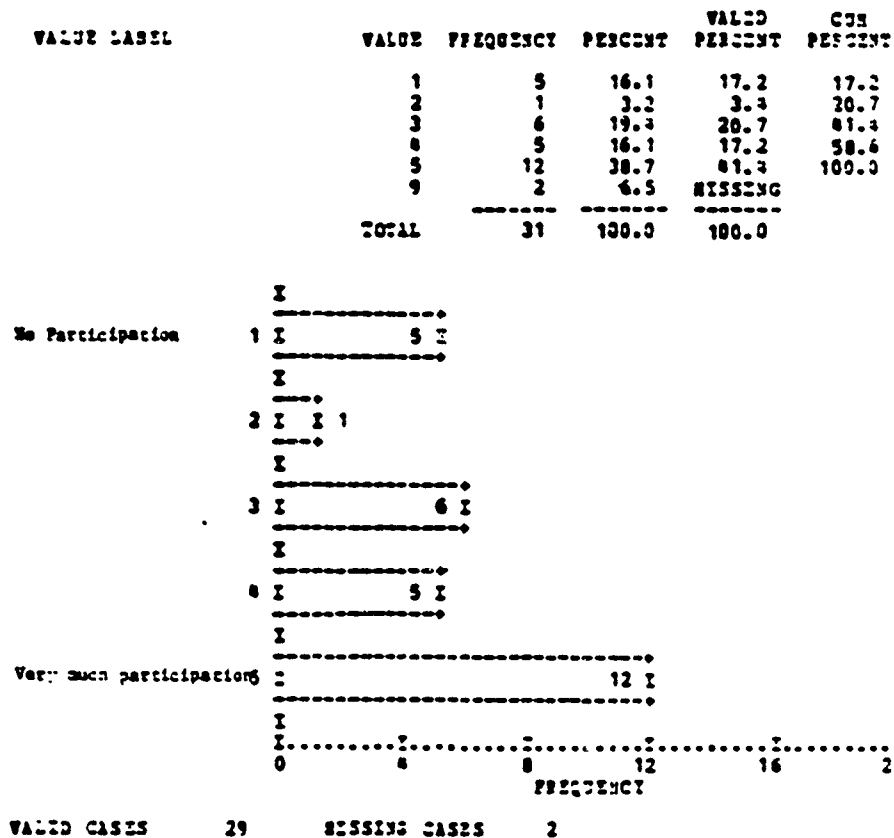 VALID CUM
VALUE LABEL VALUE FREQUENCY PERCENT PERCENT PERCENT
1 5 16.1 17.2 17.2
2 1 3.2 3.4 20.7
3 6 19.4 20.7 41.4
4 5 16.1 17.2 58.6
5 12 38.7 41.4 100.0
9 2 6.5 MISSING
TOTAL 31 100.0 100.0
No Participation 1 5
2 1
3 6
4 5
Very much participation 5 12
0 4 8 12 16 2
FREQUENCY
VALID CASES 29 MISSING CASES 2